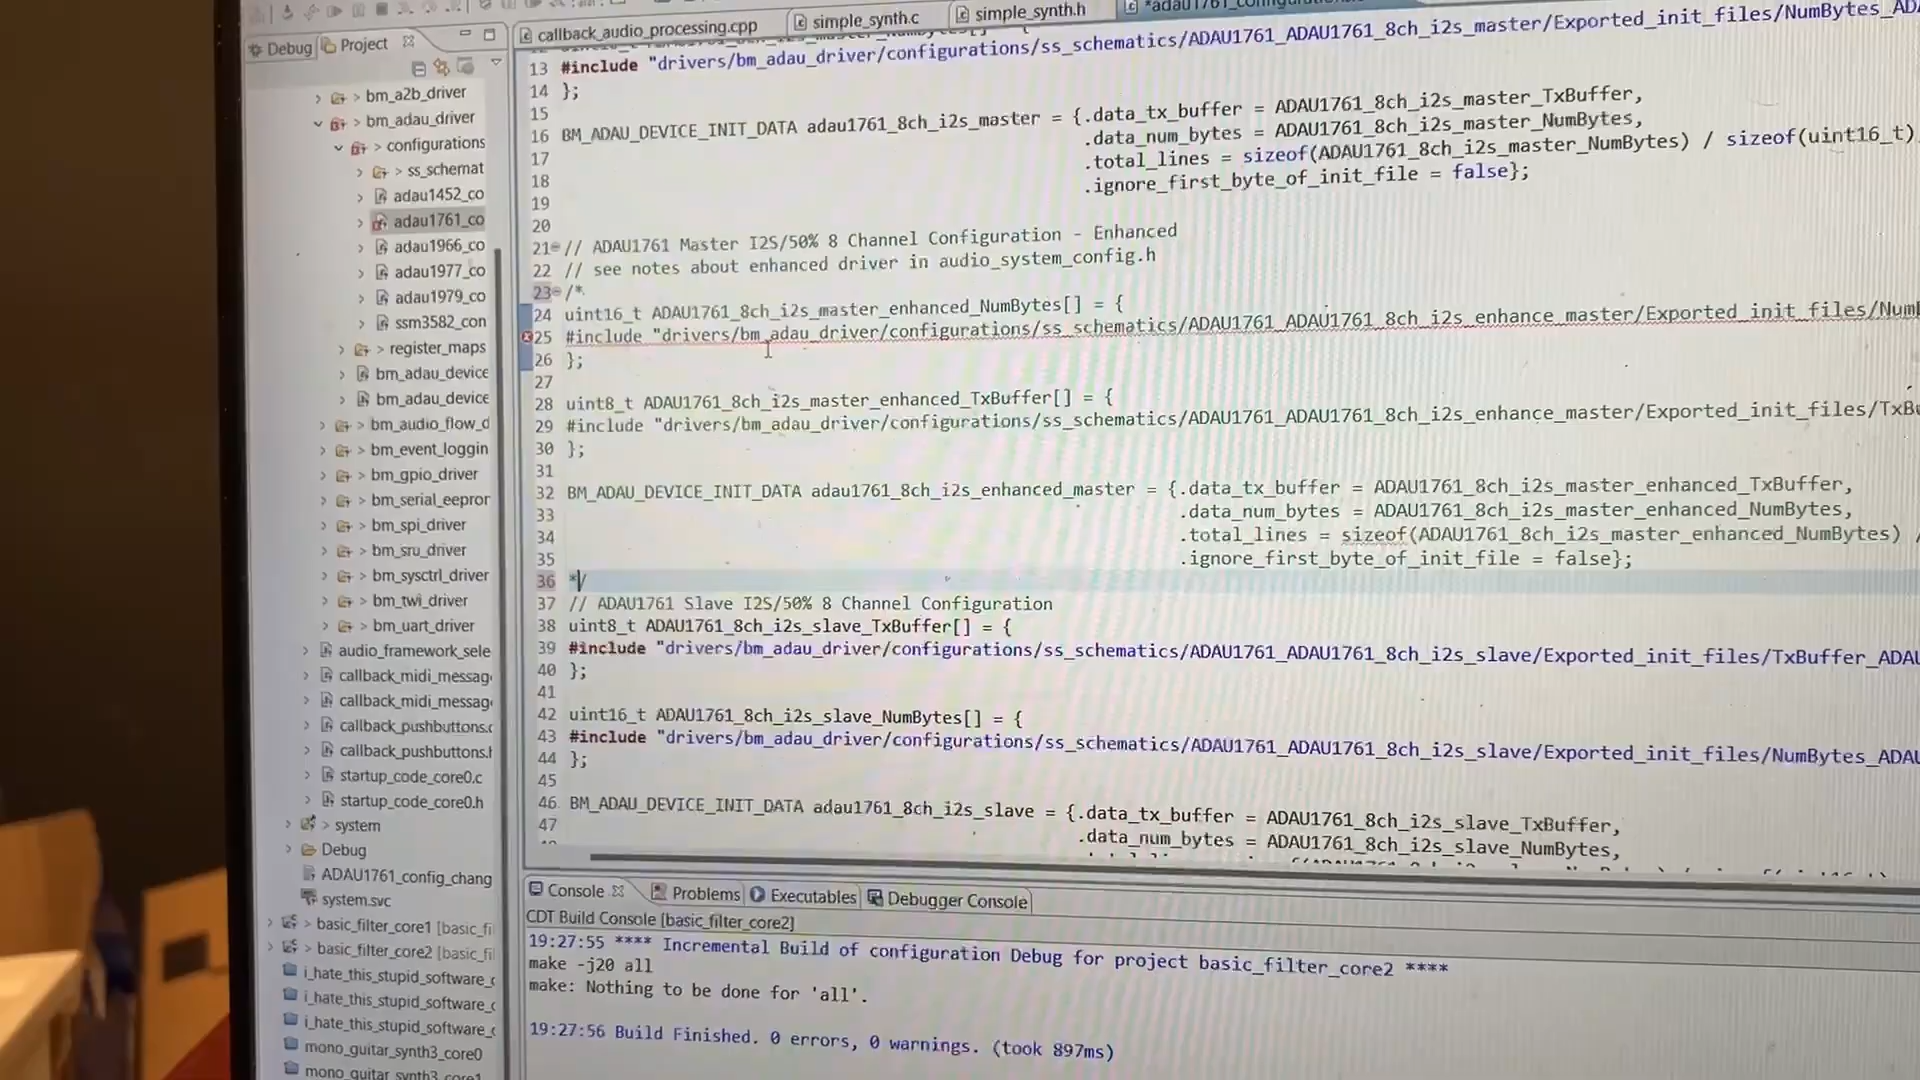 callback_audio_processing.cpp
simple_synth.c
simple_synth.h
Debug
Project
> bm_a2b_driver
> bm_adau_driver
> configurations
> ss_schemat
adau1452_co
adau1761_co
adau1966_co
adau1977_co
adau1979_co
ssm3582_con
> register_maps
bm_adau_device
bm_adau_device
> bm_audio_flow_d
> bm_event_loggin
> bm_gpio_driver
> bm_serial_eepror
> bm_spi_driver
> bm_sru_driver
> bm_sysctrl_driver
> bm_twi_driver
> bm_uart_driver
audio_framework_sele
callback_midi_messag
callback_midi_messag
callback_pushbuttons.c
callback_pushbuttons.h
startup_code_core0.c
startup_code_core0.h
> system
Debug
ADAU1761_config_chang
system.svc
> basic_filter_core1 [basic_fi
> basic_filter_core2 [basic_fi
i_hate_this_stupid_software_c
i_hate_this_stupid_software_c
i_hate_this_stupid_software_c
mono_guitar_synth3_core0
mono_guitar_synth3_core1
13 #include "drivers/bm_adau_driver/configurations/ss_schematics/ADAU1761_ADAU1761_8ch_i2s_master/Exported_init_files/NumBytes_AD
14 };
15
16 BM_ADAU_DEVICE_INIT_DATA adau1761_8ch_i2s_master = {.data_tx_buffer = ADAU1761_8ch_i2s_master_TxBuffer,
17 .data_num_bytes = ADAU1761_8ch_i2s_master_NumBytes,
18 .total_lines = sizeof(ADAU1761_8ch_i2s_master_NumBytes) / sizeof(uint16_t)
19 .ignore_first_byte_of_init_file = false};
20
21 // ADAU1761 Master I2S/50% 8 Channel Configuration - Enhanced
22 // see notes about enhanced driver in audio_system_config.h
23 /*
24 uint16_t ADAU1761_8ch_i2s_master_enhanced_NumBytes[] = {
25 #include "drivers/bm_adau_driver/configurations/ss_schematics/ADAU1761_ADAU1761_8ch_i2s_enhance_master/Exported_init_files/Numb
26 };
27
28 uint8_t ADAU1761_8ch_i2s_master_enhanced_TxBuffer[] = {
29 #include "drivers/bm_adau_driver/configurations/ss_schematics/ADAU1761_ADAU1761_8ch_i2s_enhance_master/Exported_init_files/TxBu
30 };
31
32 BM_ADAU_DEVICE_INIT_DATA adau1761_8ch_i2s_enhanced_master = {.data_tx_buffer = ADAU1761_8ch_i2s_master_enhanced_TxBuffer,
33 .data_num_bytes = ADAU1761_8ch_i2s_master_enhanced_NumBytes,
34 .total_lines = sizeof(ADAU1761_8ch_i2s_master_enhanced_NumBytes) /
35 .ignore_first_byte_of_init_file = false};
36 */
37 // ADAU1761 Slave I2S/50% 8 Channel Configuration
38 uint8_t ADAU1761_8ch_i2s_slave_TxBuffer[] = {
39 #include "drivers/bm_adau_driver/configurations/ss_schematics/ADAU1761_ADAU1761_8ch_i2s_slave/Exported_init_files/TxBuffer_ADAU
40 };
41
42 uint16_t ADAU1761_8ch_i2s_slave_NumBytes[] = {
43 #include "drivers/bm_adau_driver/configurations/ss_schematics/ADAU1761_ADAU1761_8ch_i2s_slave/Exported_init_files/NumBytes_ADAU
44 };
45
46 BM_ADAU_DEVICE_INIT_DATA adau1761_8ch_i2s_slave = {.data_tx_buffer = ADAU1761_8ch_i2s_slave_TxBuffer,
47 .data_num_bytes = ADAU1761_8ch_i2s_slave_NumBytes,
Console
Problems
Executables
Debugger Console
CDT Build Console [basic_filter_core2]
19:27:55 **** Incremental Build of configuration Debug for project basic_filter_core2 ****
make -j20 all
make: Nothing to be done for 'all'.
19:27:56 Build Finished. 0 errors, 0 warnings. (took 897ms)